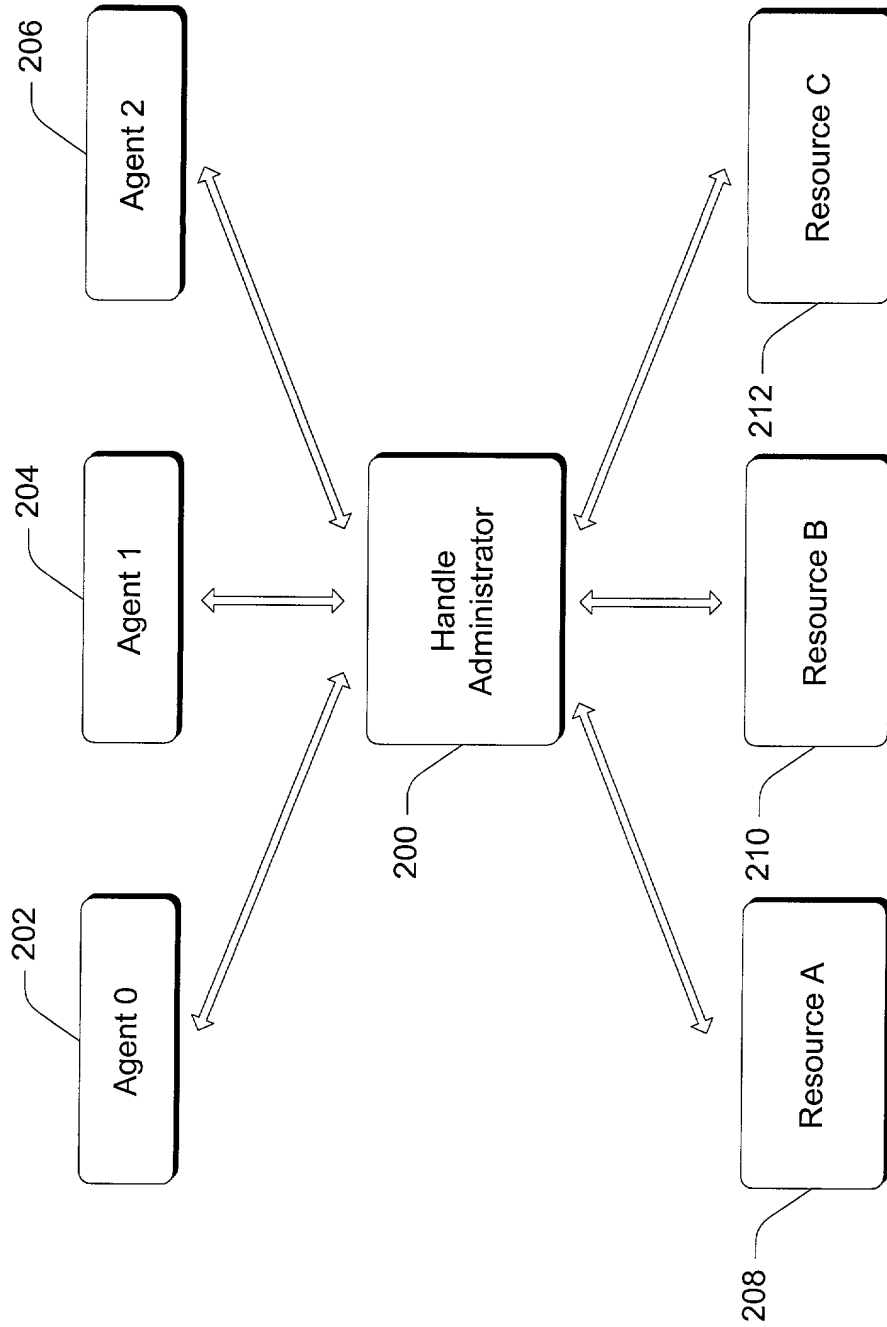 202
Agent 0
204
Agent 1
206
Agent 2
200
Handle
Administrator
208
Resource A
210
Resource B
212
Resource C